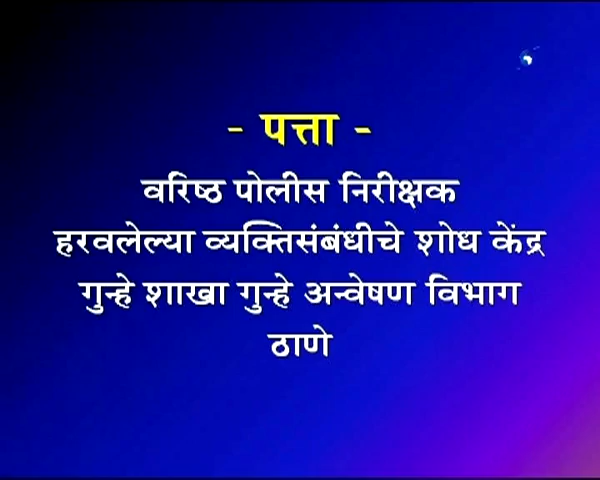 - पत्ता -
वरिष्ठ पोलीस निरीक्षक
हरवलेल्या व्यक्तिसंबंधीचे शोध केंद्र
गुन्हे शाखा गुन्हे अन्वेषण विभाग
ठाणे